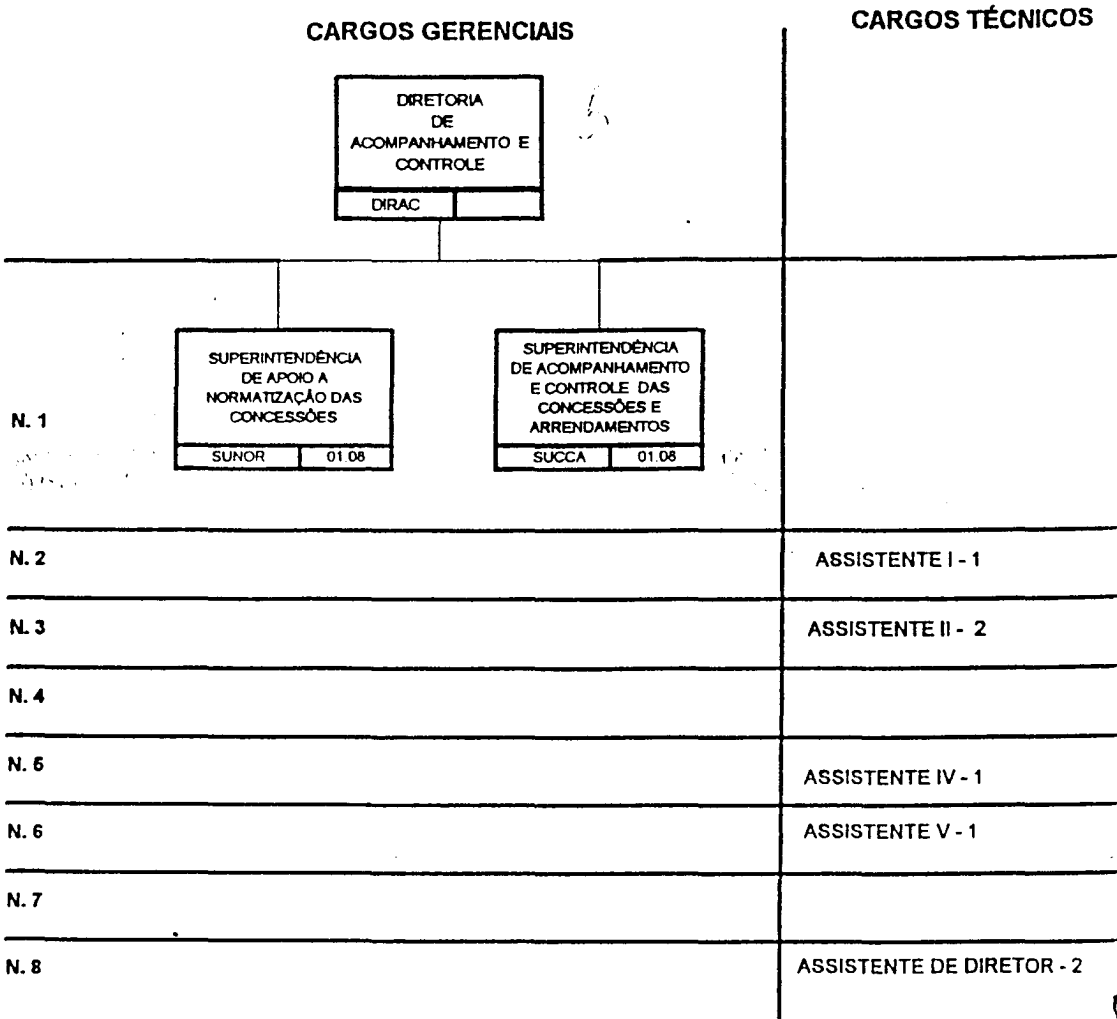 CARGOS GERENCIAIS
CARGOS TÉCNICOS
DIRETORIA
DE
ACOMPANHAMENTO E
CONTROLE
DIRAC
SUPERINTENDÊNCIA
DE APOIO A
NORMATIZAÇÃO DAS
CONCESSÕES
SUNOR 01.08
SUPERINTENDÊNCIA
DE ACOMPANHAMENTO
E CONTROLE DAS
CONCESSÕES E
ARRENDAMENTOS
SUCCA 01.08
N. 1
N. 2
ASSISTENTE I - 1
N. 3
ASSISTENTE II - 2
N. 4
N. 5
ASSISTENTE IV - 1
N. 6
ASSISTENTE V - 1
N. 7
N. 8
ASSISTENTE DE DIRETOR - 2